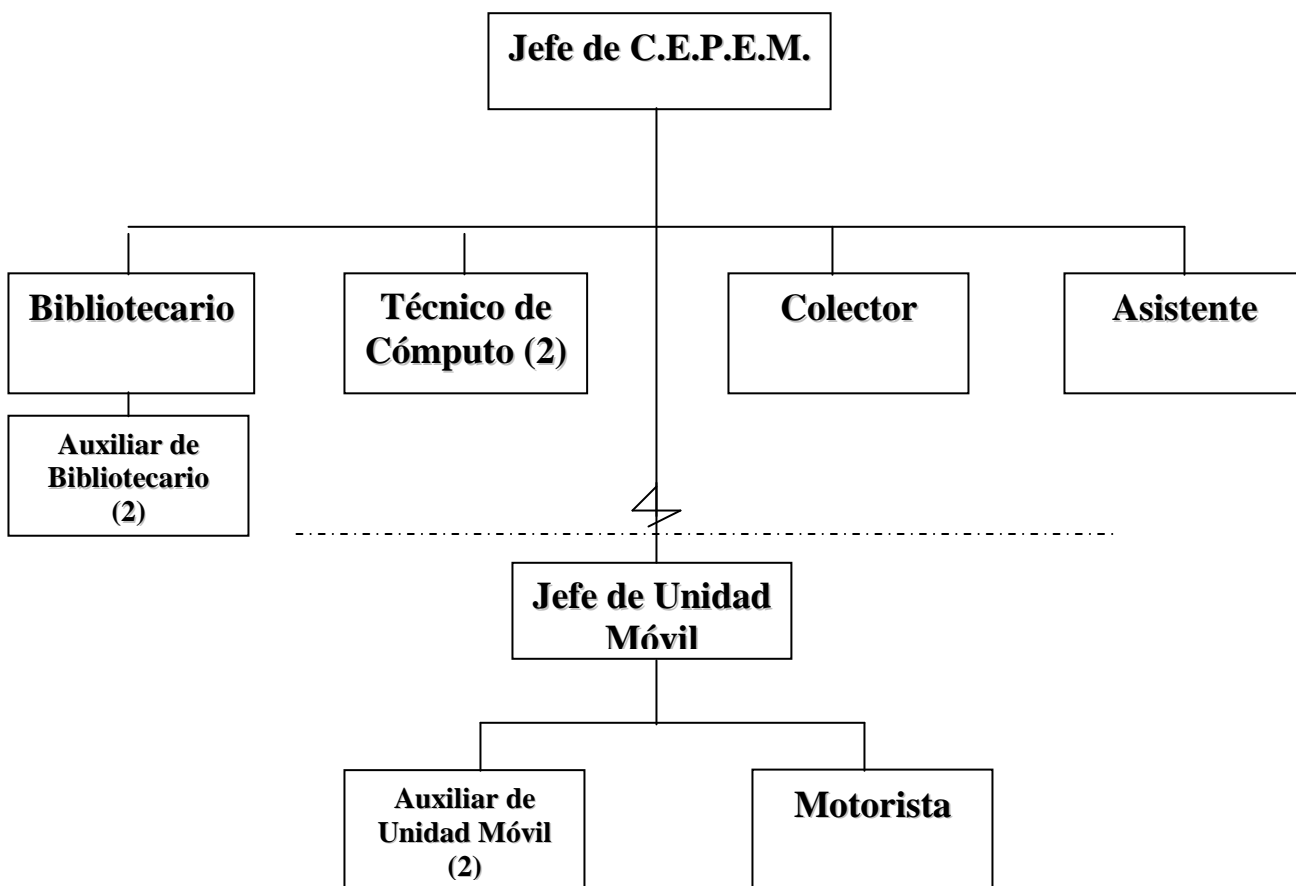 Jefe de C.E.P.E.M.
Bibliotecario
Técnico de
Cómputo (2)
Colector
Asistente
Auxiliar de
Bibliotecario
(2)
Jefe de Unidad
Móvil
Auxiliar de
Unidad Móvil
(2)
Motorista